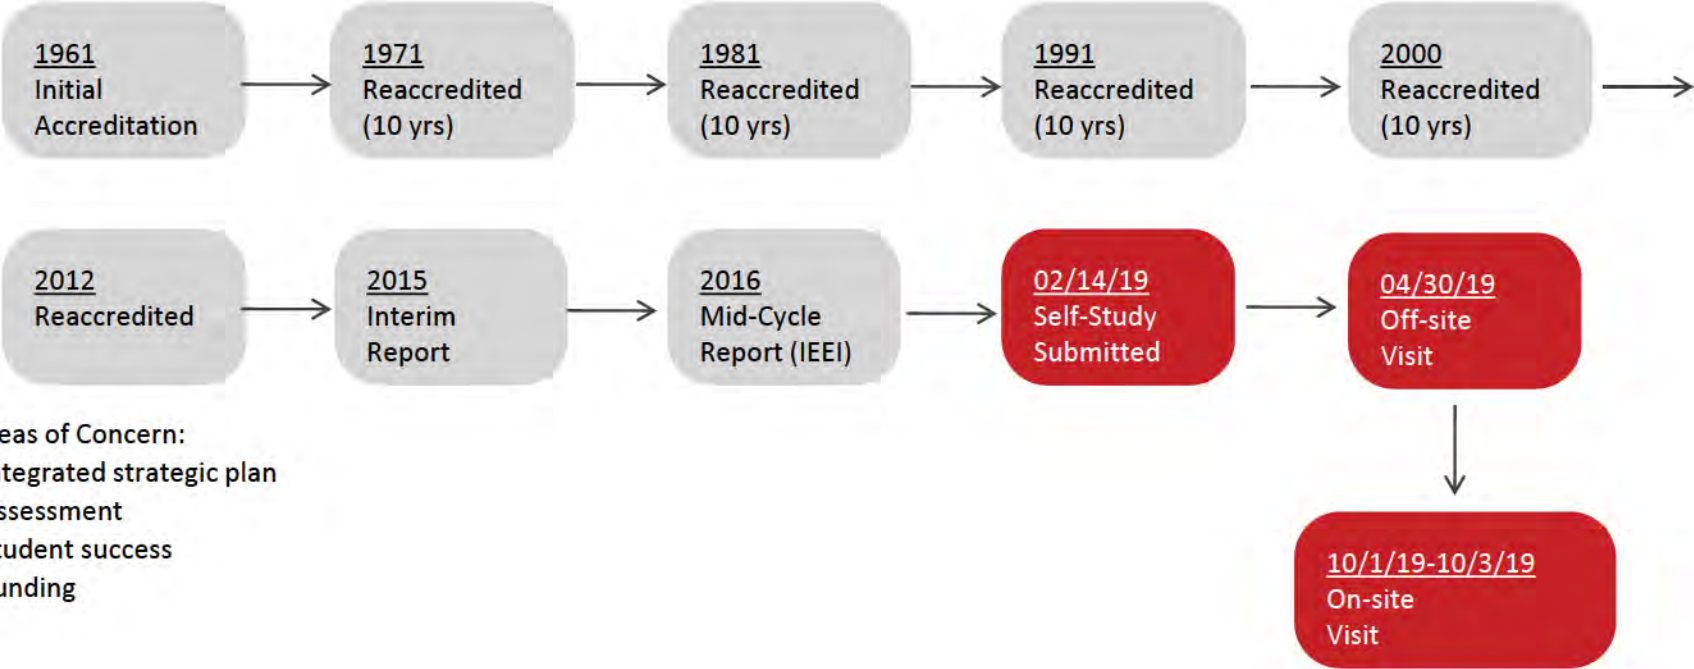 1961
Initial
Accreditation
1971
Reaccredited
(10 yrs)
1981
Reaccredited
(10 yrs)
1991
Reaccredited
(10 yrs)
2000
Reaccredited
(10 yrs)
2012
Reaccredited
2015
Interim
Report
2016
Mid-Cycle
Report (IEEI)
02/14/19
Self-Study
Submitted
04/30/19
Off-site
Visit
eas of Concern:
ntegrated strategic plan
ssessment
tudent success
unding
10/1/19-10/3/19
On-site
Visit